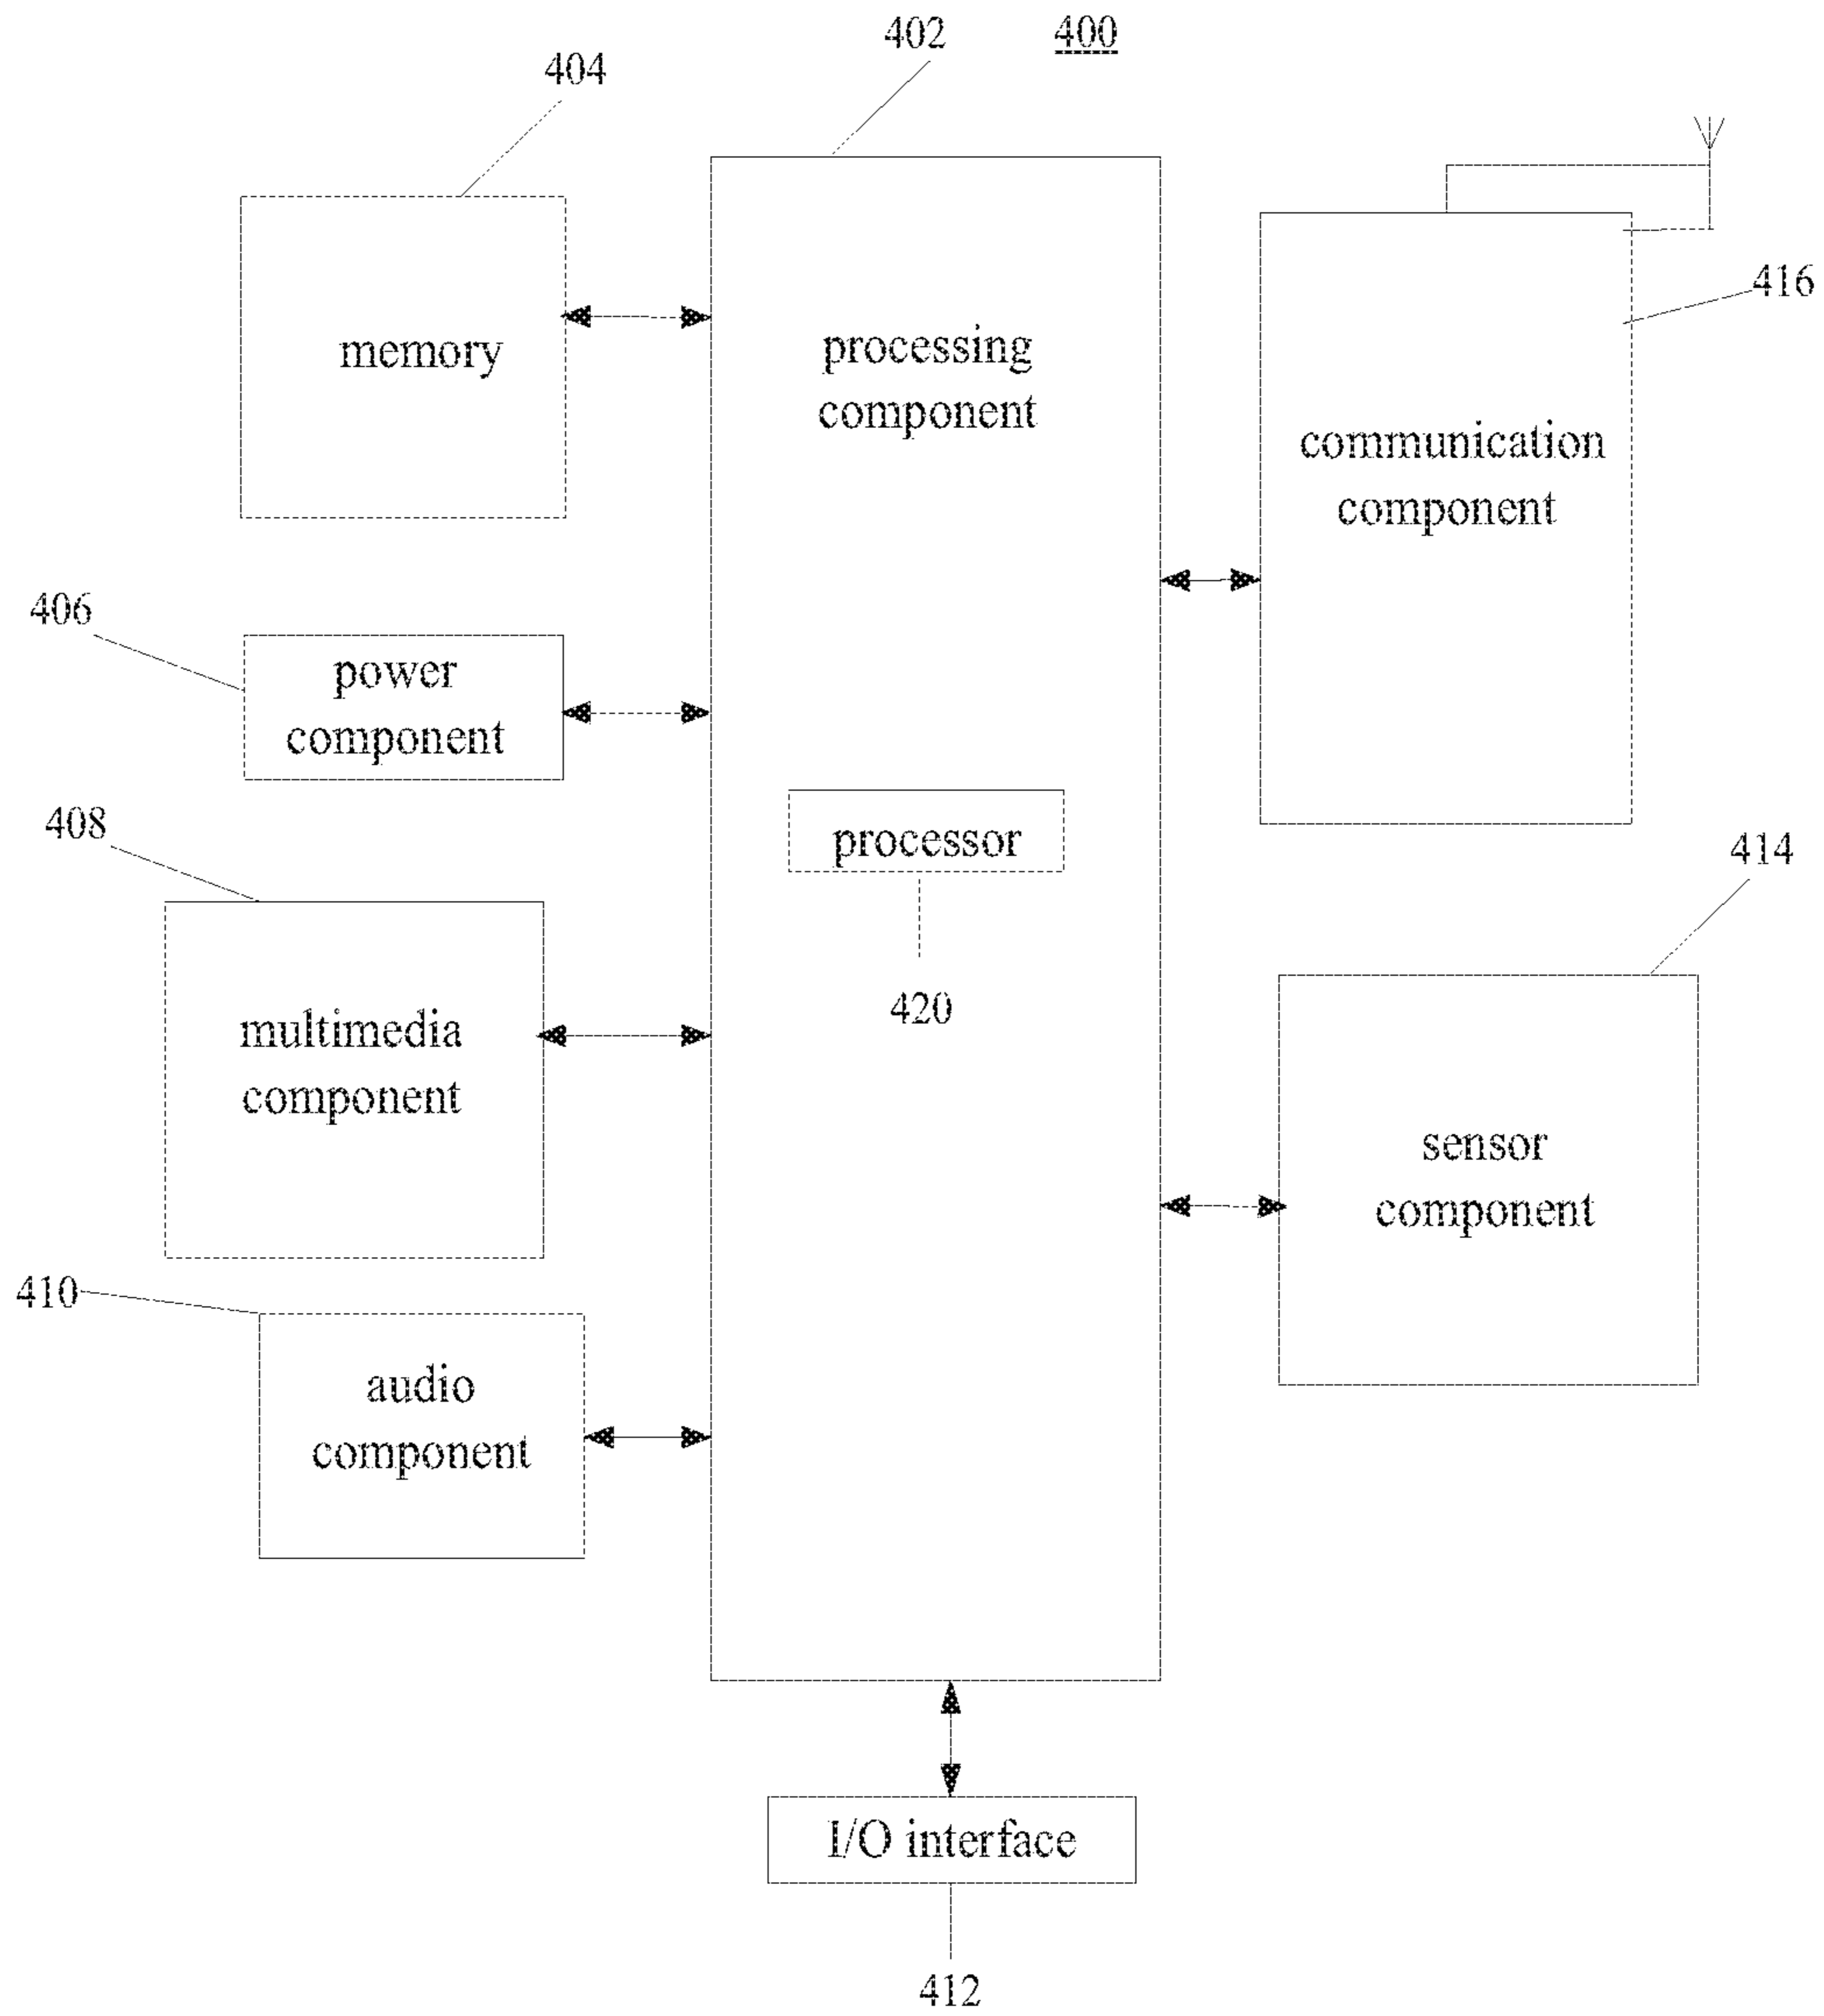 402
400
404
416
memory
processing
component
communication
component
406
power
component
408
processor
414
420
multimedia
component
sensor
component
410
audio
component
I/O interface
412